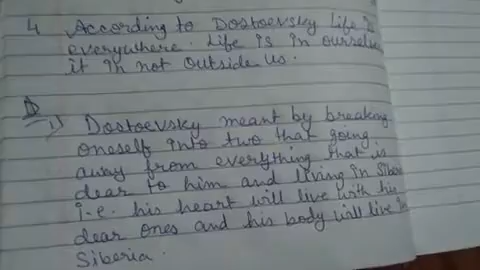 4 According to Dostoevsky life is
everywhere. Life is in ourselves
it in not outside us.
D
1) Dostoevsky meant by breaking
oneself into two that going
away from everything that is
dear to him and living in Siberia
i.e. his heart will live with his
dear ones and his body will live in
Siberia.